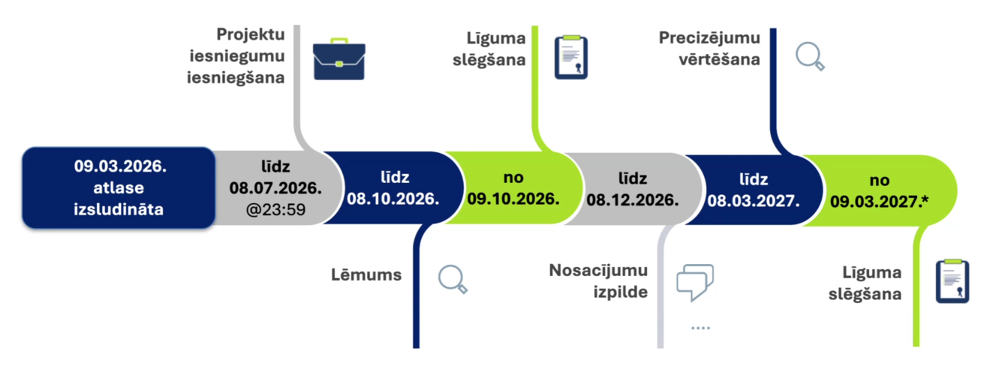 Projektu
iesniegumu
iesniegšana
Līguma
slēgšana
Precizējumu
vērtēšana
09.03.2026.
atlase
izsludināta
līdz
08.07.2026.
@23:59
līdz
08.10.2026.
no
09.10.2026.
līdz
08.12.2026.
līdz
08.03.2027.
no
09.03.2027.*
Lēmums
Nosacījumu
izpilde
Līguma
slēgšana